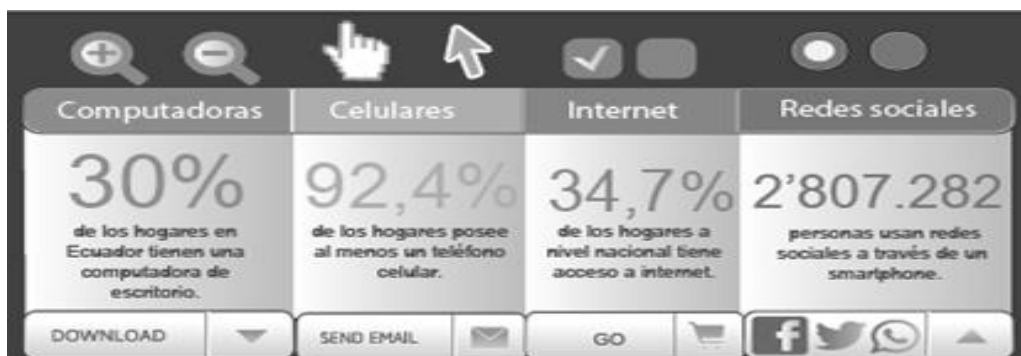 Computadoras
Celulares
Internet
Redes sociales
30%
de los hogares en
Ecuador tienen una
computadora de
escritorio.
92,4%
de los hogares posee
al menos un teléfono
celular.
34,7%
de los hogares a
nivel nacional tiene
acceso a internet.
2'807.282
personas usan redes
sociales a través de un
smartphone.
DOWNLOAD
SEND EMAIL
GO